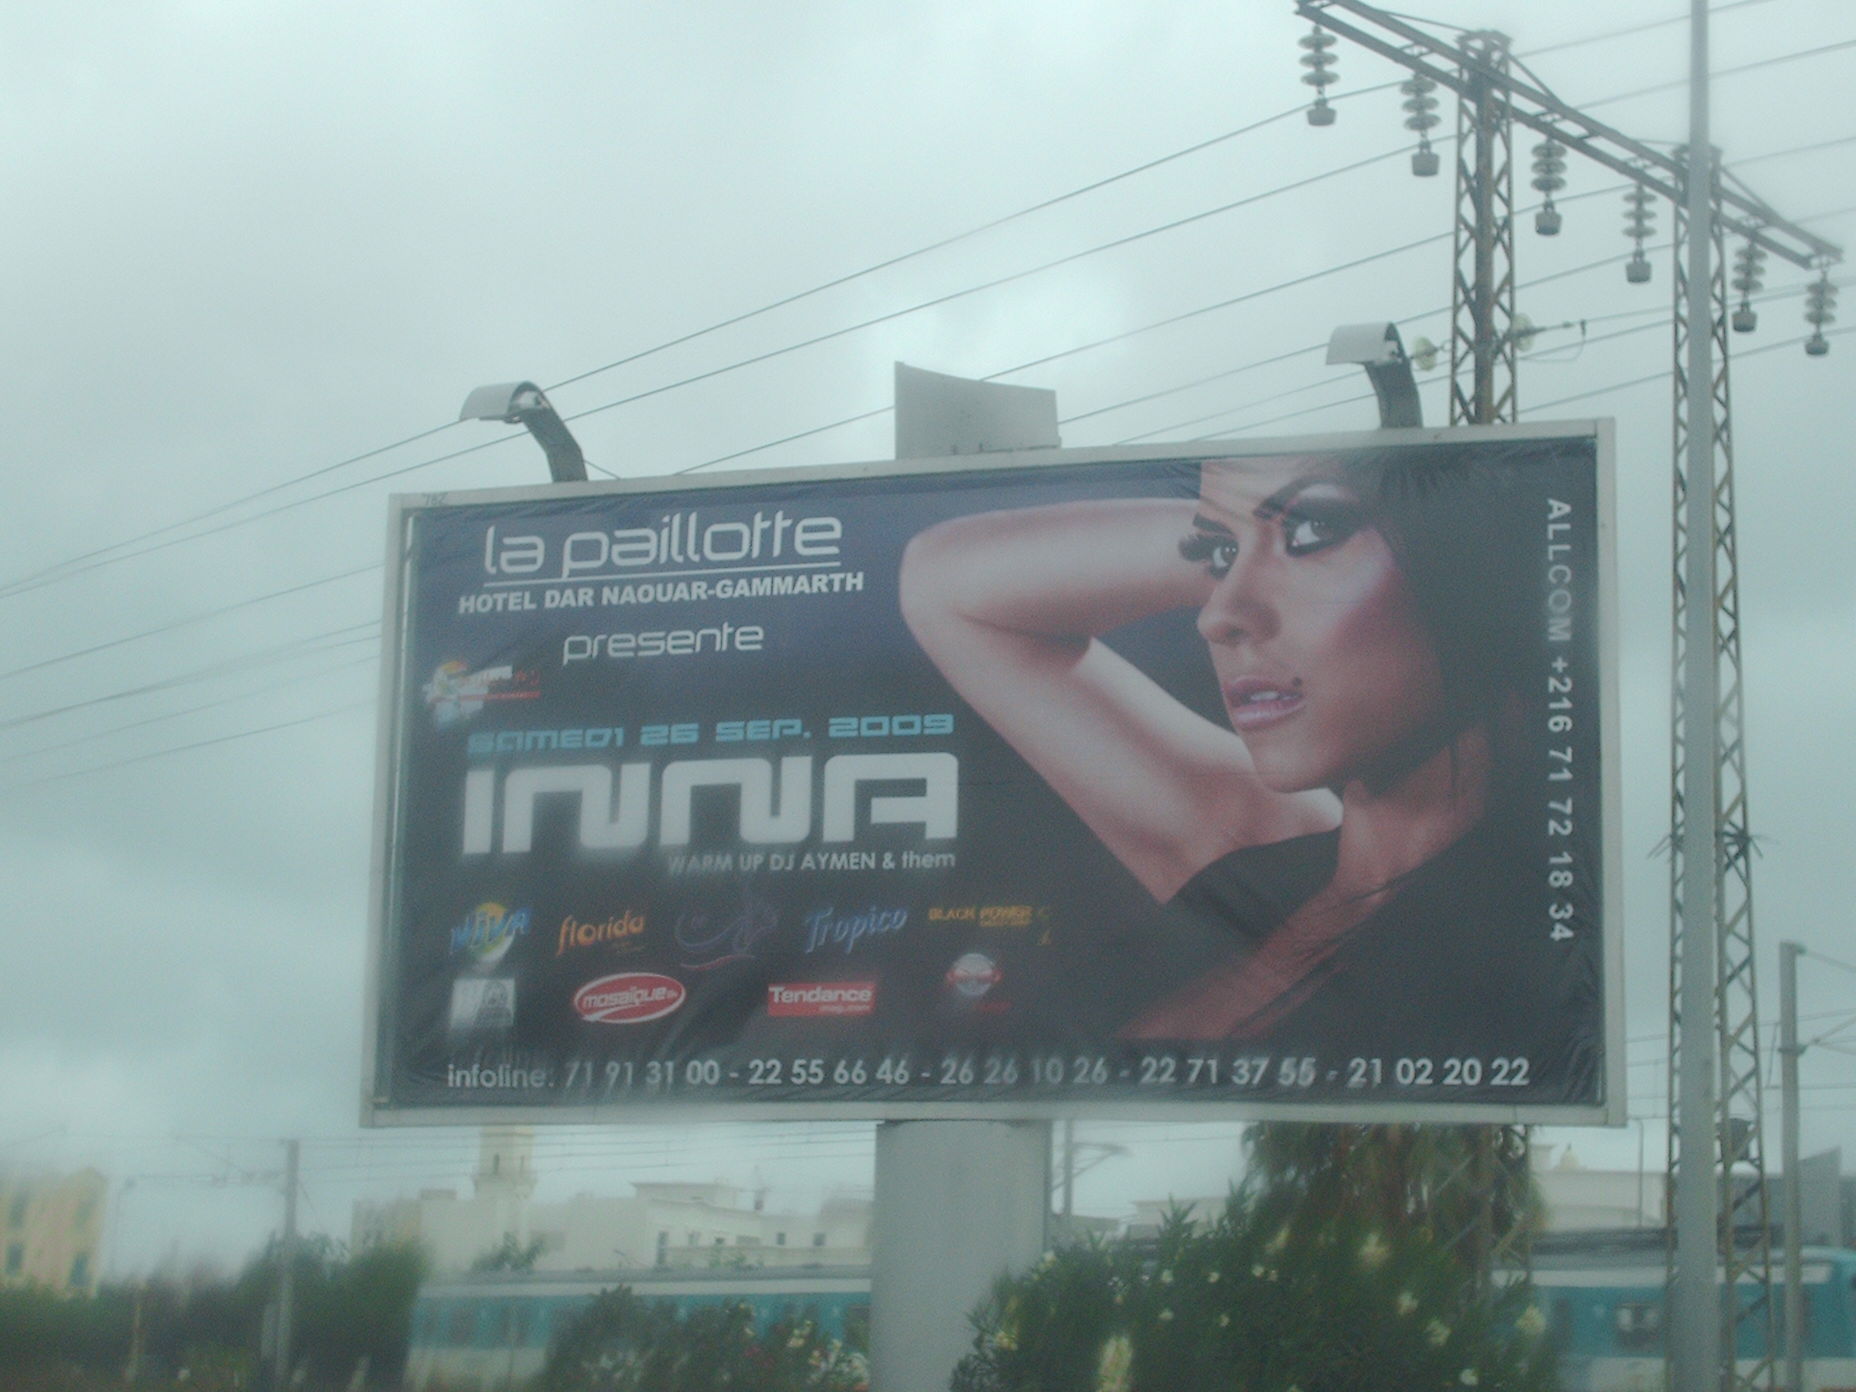 la paillotte
HOTEL DAR NAOUAR-GAMMARTH
presente
SAMEDI 26 SEP. 2009
INNA
WARM UP DJ AYMEN & them
florida
Tropico
BLACK POWER
mosaïque
Tendance
infoline: 71 91 31 00 - 22 55 66 46 - 26 26 10 26 - 22 71 37 55 - 21 02 20 22
ALLCOM +216 71 72 18 34